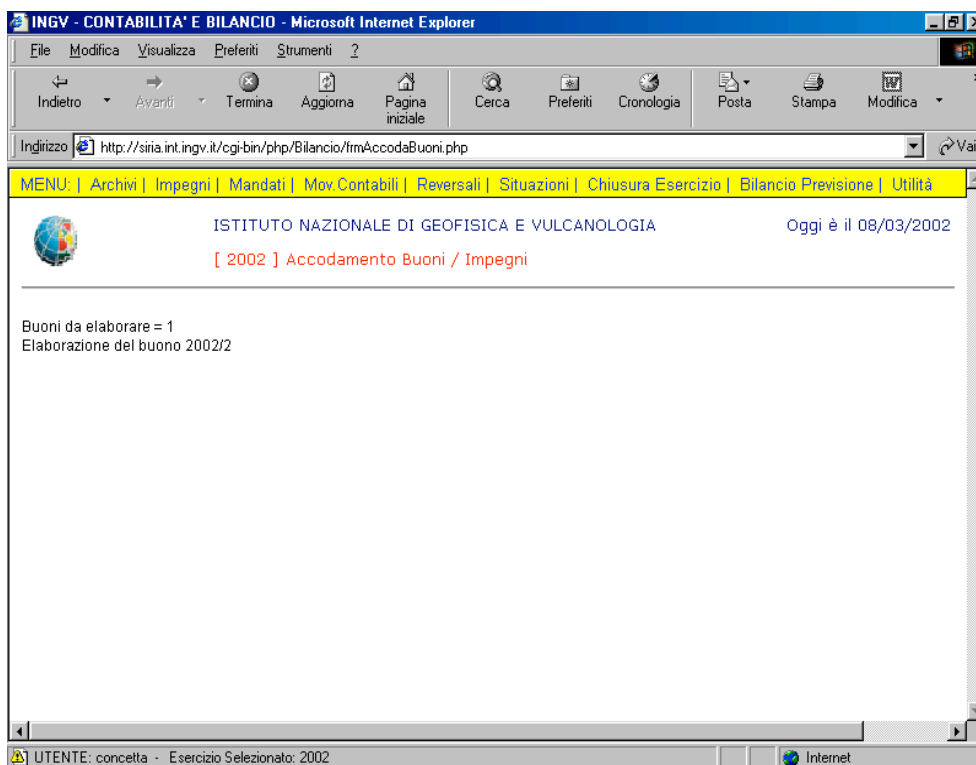 INGV - CONTABILITA' E BILANCIO - Microsoft Internet Explorer
File Modifica Visualizza Preferiti Strumenti ?
Indietro Avanti Termina Aggiorna Pagina iniziale Cerca Preferiti Cronologia Posta Stampa Modifica
Indirizzo http://siria.int.ingv.it/cgi-bin/php/Bilancio/frmAccodaBuoni.php Vai
MENU: | Archivi | Impegni | Mandati | Mov.Contabili | Reversali | Situazioni | Chiusura Esercizio | Bilancio Previsione | Utilità
ISTITUTO NAZIONALE DI GEOFISICA E VULCANOLOGIA Oggi è il 08/03/2002
[ 2002 ] Accodamento Buoni / Impegni
Buoni da elaborare = 1
Elaborazione del buono 2002/2
UTENTE: concetta - Esercizio Selezionato: 2002 Internet